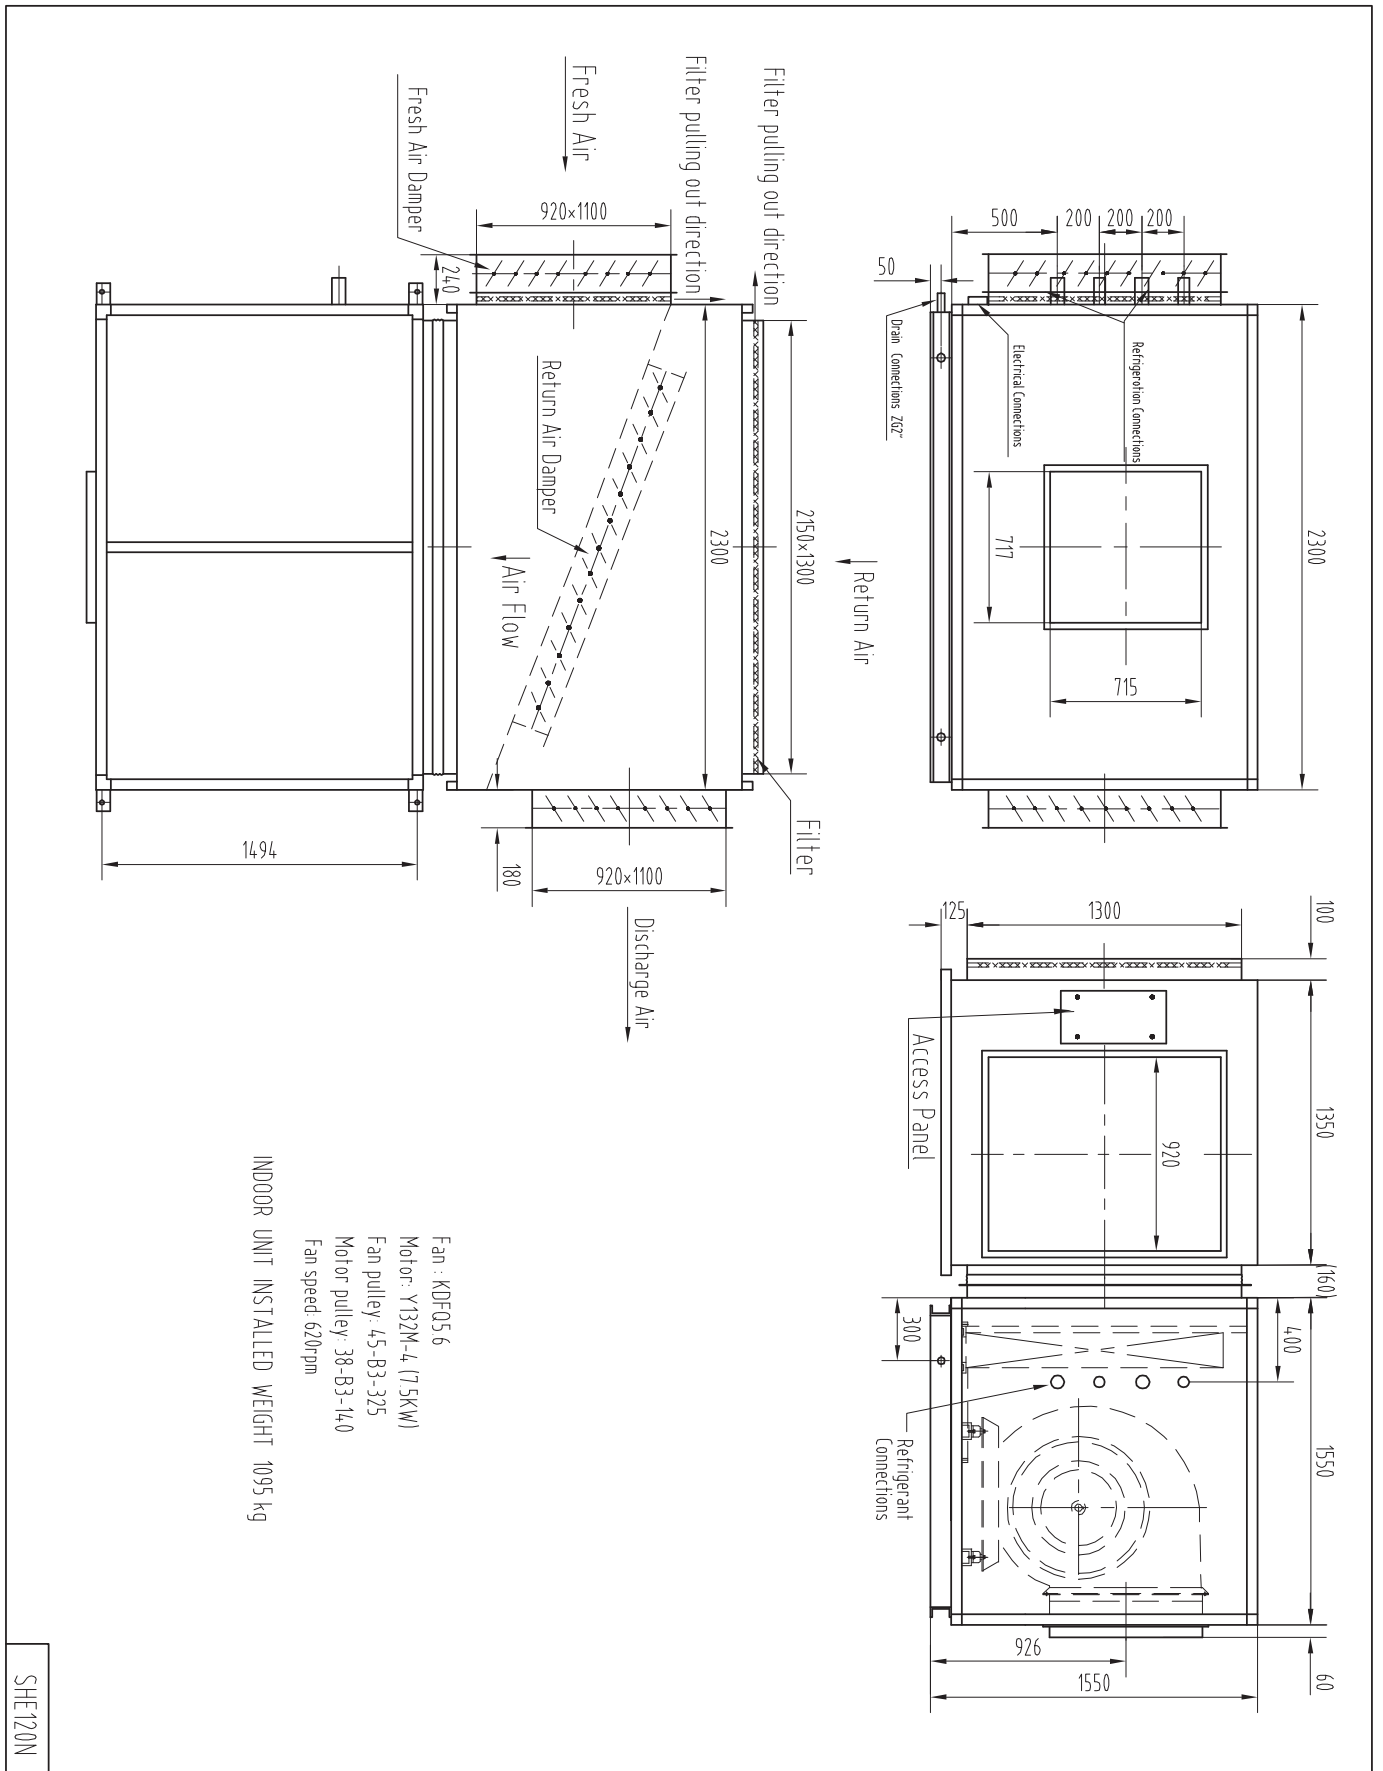 500
200
200
200
50
Drain Connections ZG2"
Electrical Connections
Refrigeration Connections
717
715
2300
100
1300
125
1350
Access Panel
920
(160)
400
300
1550
Refrigerant
Connections
926
1550
60
Filter pulling out direction
Filter pulling out direction
Fresh Air
Fresh Air Damper
920×1100
240
Return Air Damper
2300
2150×1300
Return Air
Air Flow
Filter
180
920×1100
1494
Discharge Air
Fan : KDFQ5.6
Motor: Y132M-4 (7.5KW)
Fan pulley: 45-B3-325
Motor pulley: 38-B3-140
Fan speed: 620rpm
INDOOR UNIT INSTALLED WEIGHT 1095 kg
SHE120N